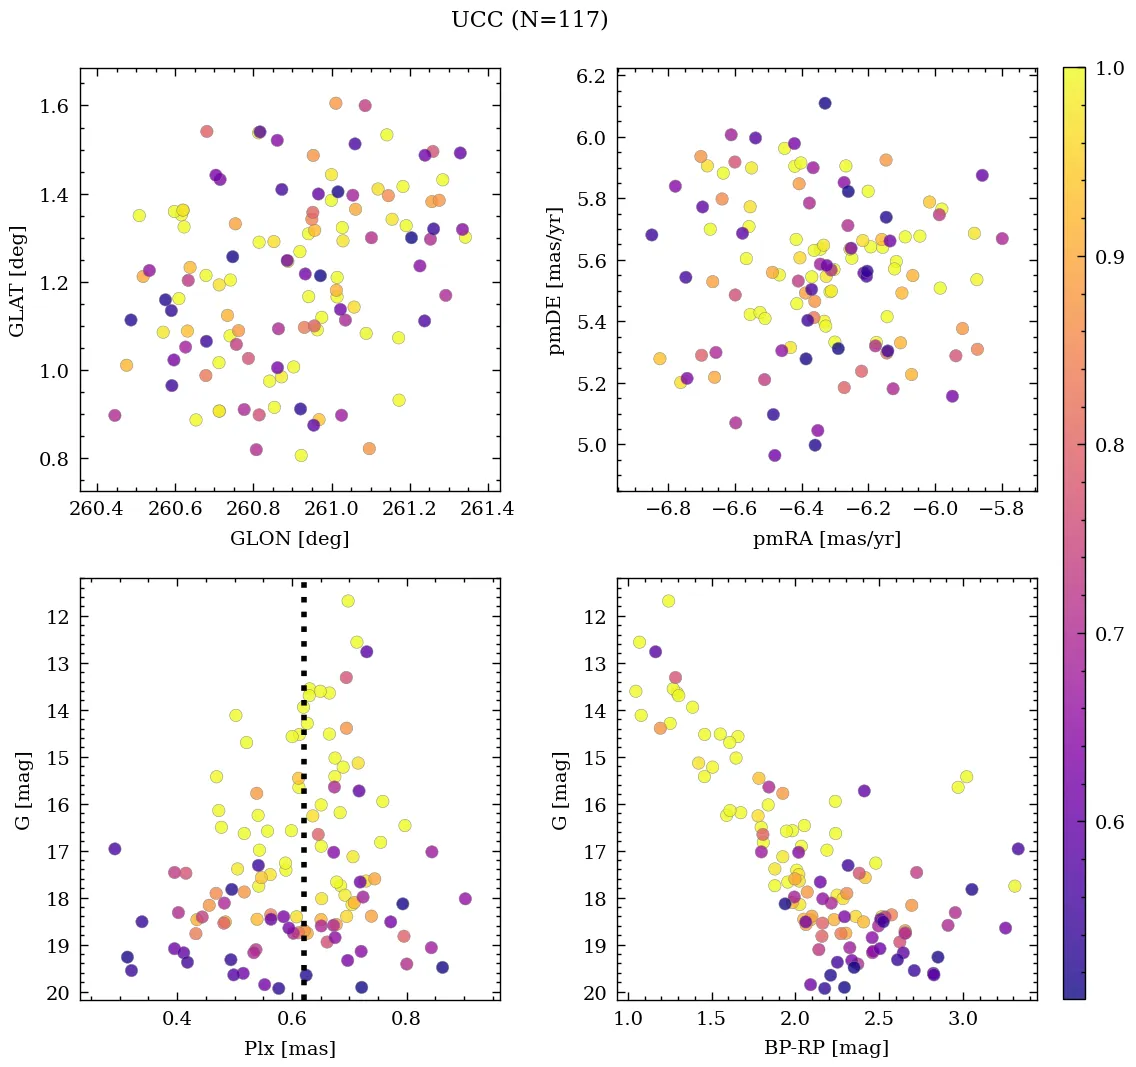 UCC (N=117)
1.6
1.4
1.2
1.0
0.8
GLAT [deg]
260.4 260.6 260.8 261.0 261.2 261.4
GLON [deg]
6.2
6.0
5.8
5.6
5.4
5.2
5.0
pmDE [mas/yr]
−6.8 −6.6 −6.4 −6.2 −6.0 −5.8
pmRA [mas/yr]
1.0
0.9
0.8
0.7
0.6
12
13
14
15
16
17
18
19
20
G [mag]
0.4 0.6 0.8
Plx [mas]
12
13
14
15
16
17
18
19
20
G [mag]
1.0 1.5 2.0 2.5 3.0
BP-RP [mag]